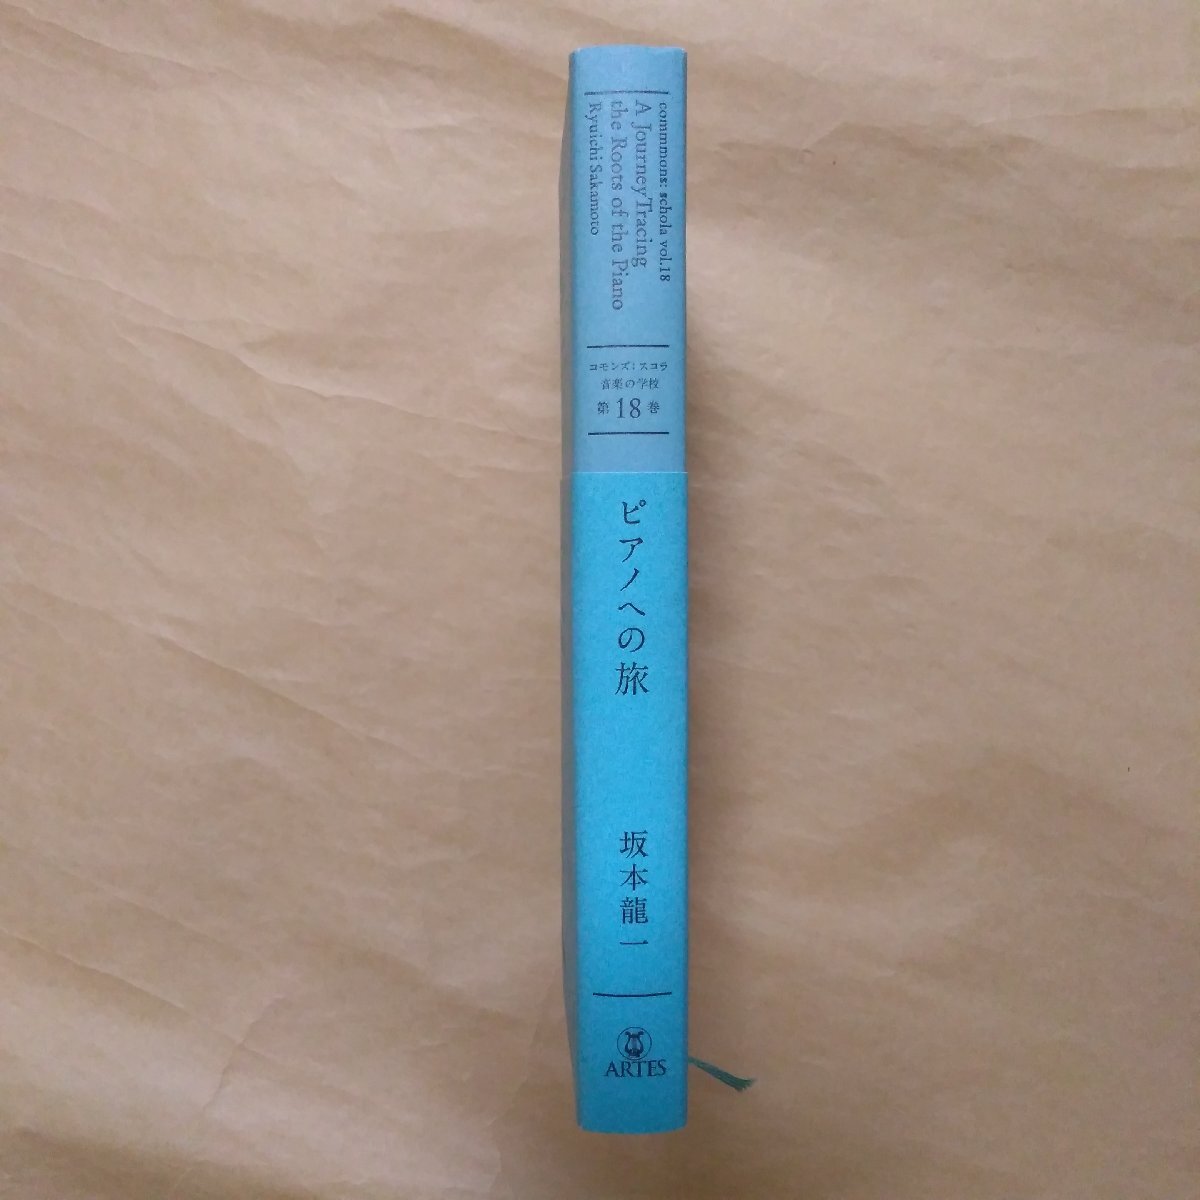 commmons: schola vol.18
A Journey Tracing
the Roots of the Piano
Ryuichi Sakamoto
コモンズ:スコラ
音楽の学校
第18巻
ピアノへの旅
坂本龍一
ARTES